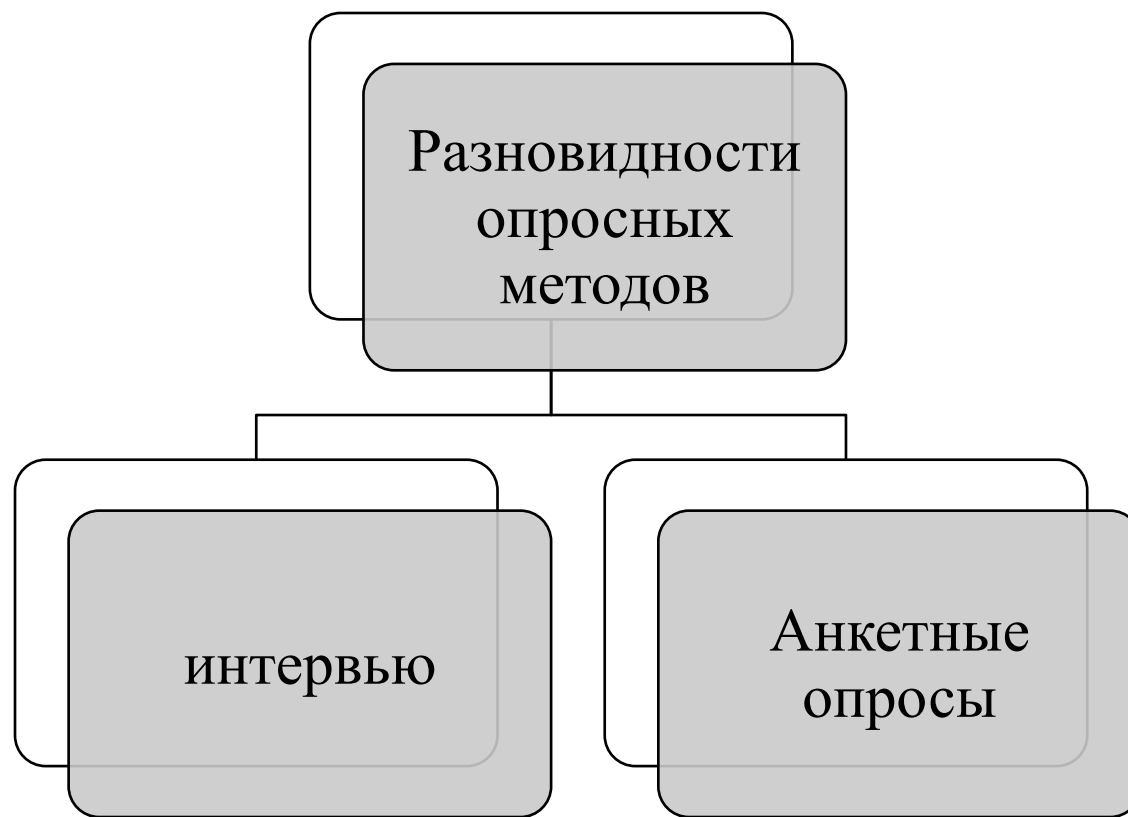 Разновидности
опросных
методов
интервью
Анкетные
опросы